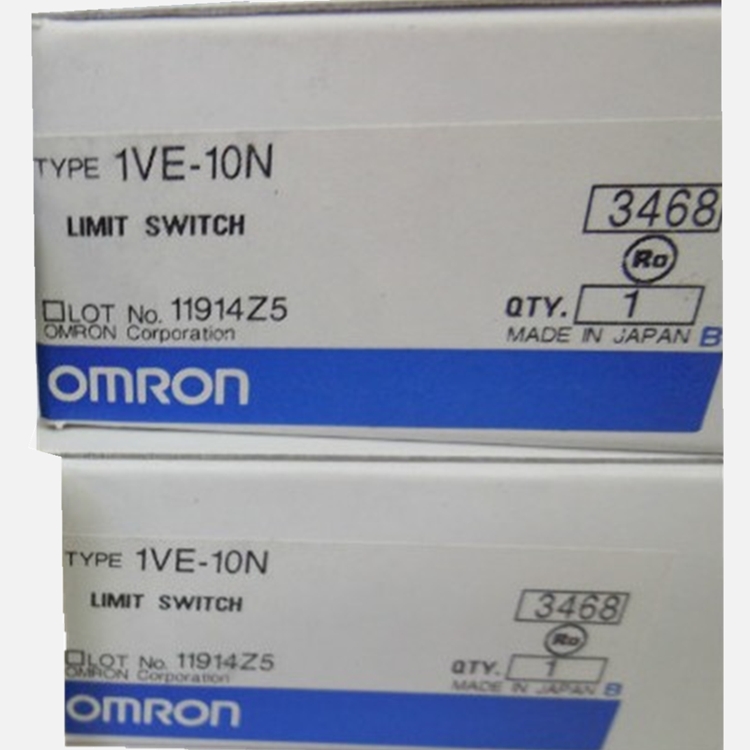 TYPE 1VE-10N
LIMIT SWITCH
3468
Ro
LOT No. 11914Z5
QTY. 1
OMRON Corporation
MADE IN JAPAN B
OMRON
TYPE 1VE-10N
LIMIT SWITCH
3468
Ro
LOT No. 11914Z5
QTY. 1
OMRON Corporation
MADE IN JAPAN B
OMRON